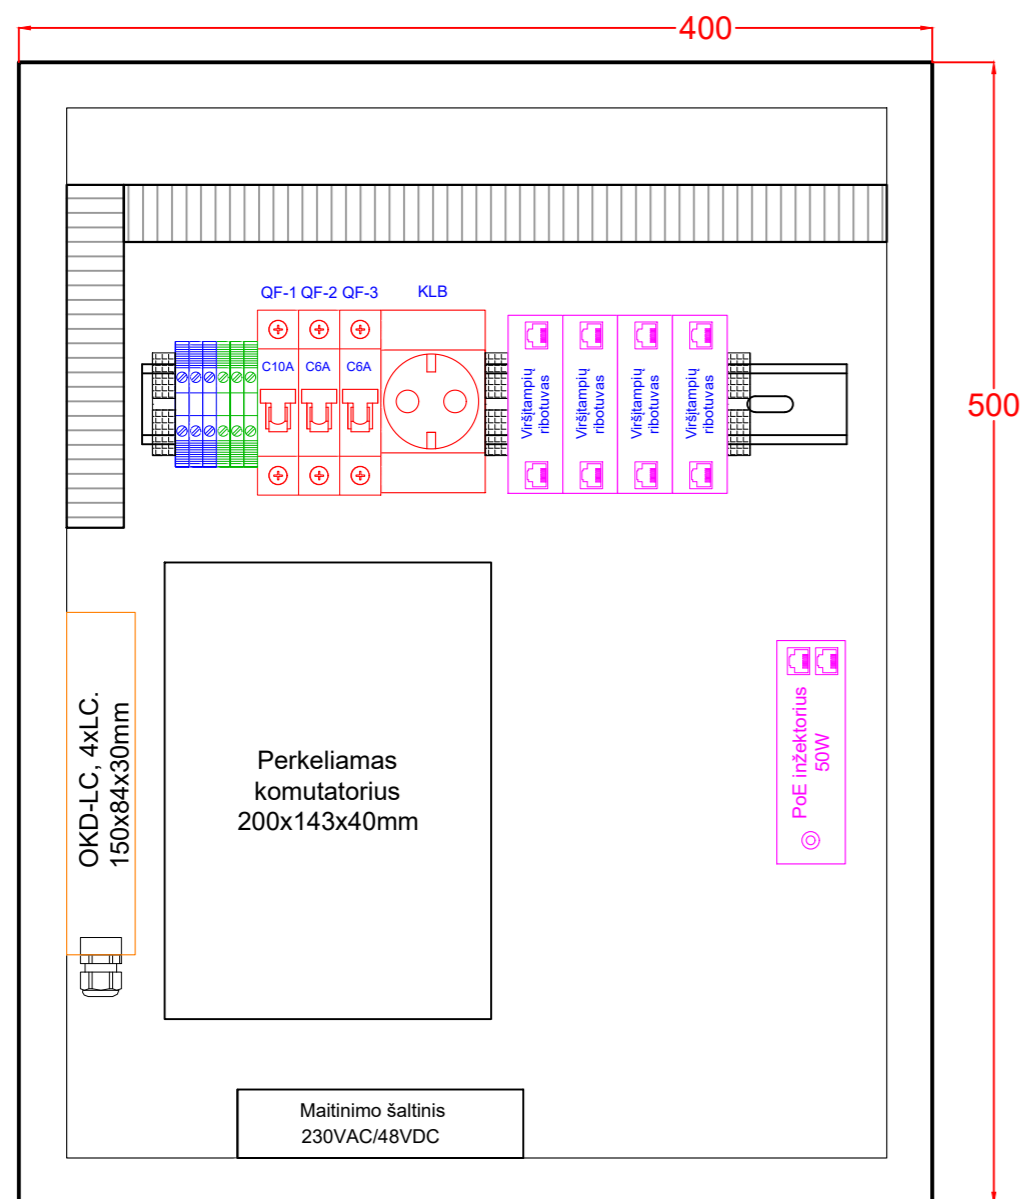 400
500
QF-1 QF-2 QF-3 KLB
C10A C6A C6A
Viršįtampių
ribotuvas
Viršįtampių
ribotuvas
Viršįtampių
ribotuvas
Viršįtampių
ribotuvas
OKD-LC, 4xLC.
150x84x30mm
Perkeliamas
komutatorius
200x143x40mm
PoE inžektorius
50W
Maitinimo šaltinis
230VAC/48VDC